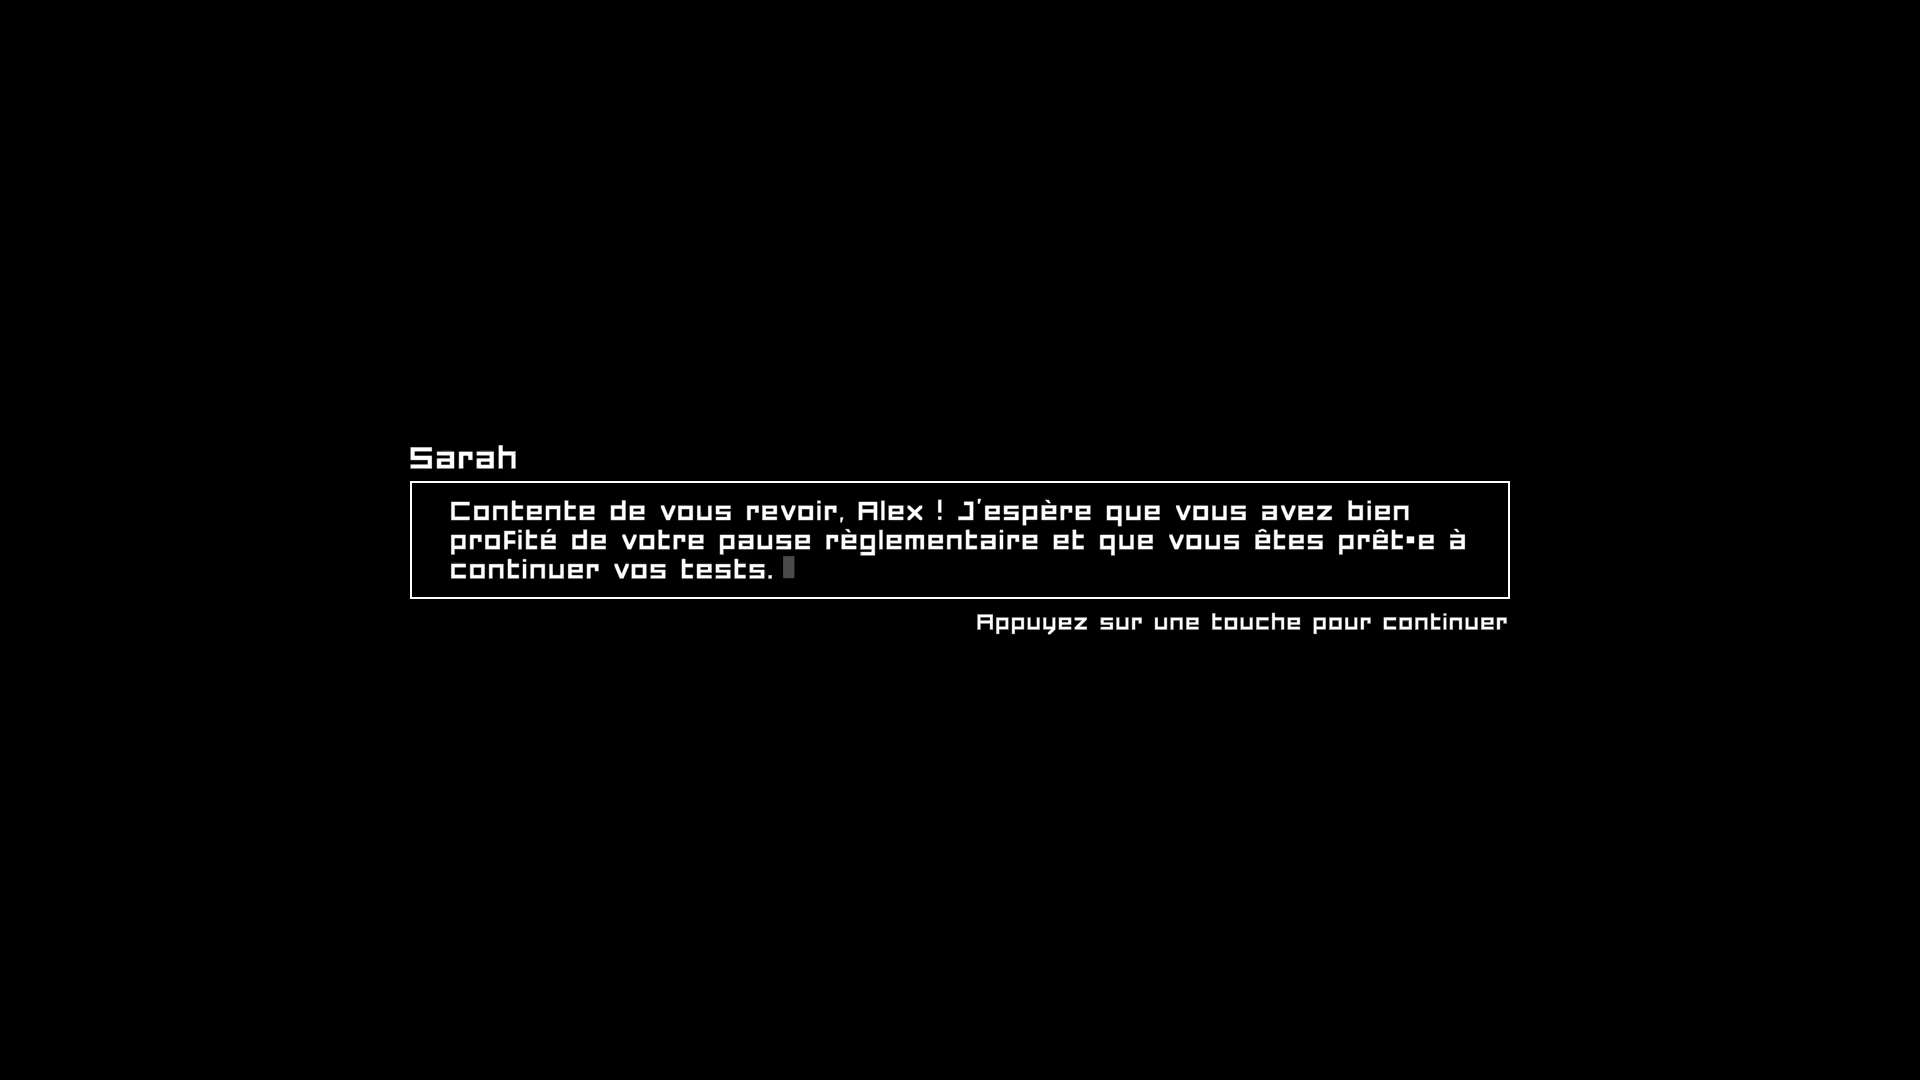 Sarah
Contente de vous revoir, Alex ! J'espère que vous avez bien
profité de votre pause règlementaire et que vous êtes prêt·e à
continuer vos tests.
Appuyez sur une touche pour continuer